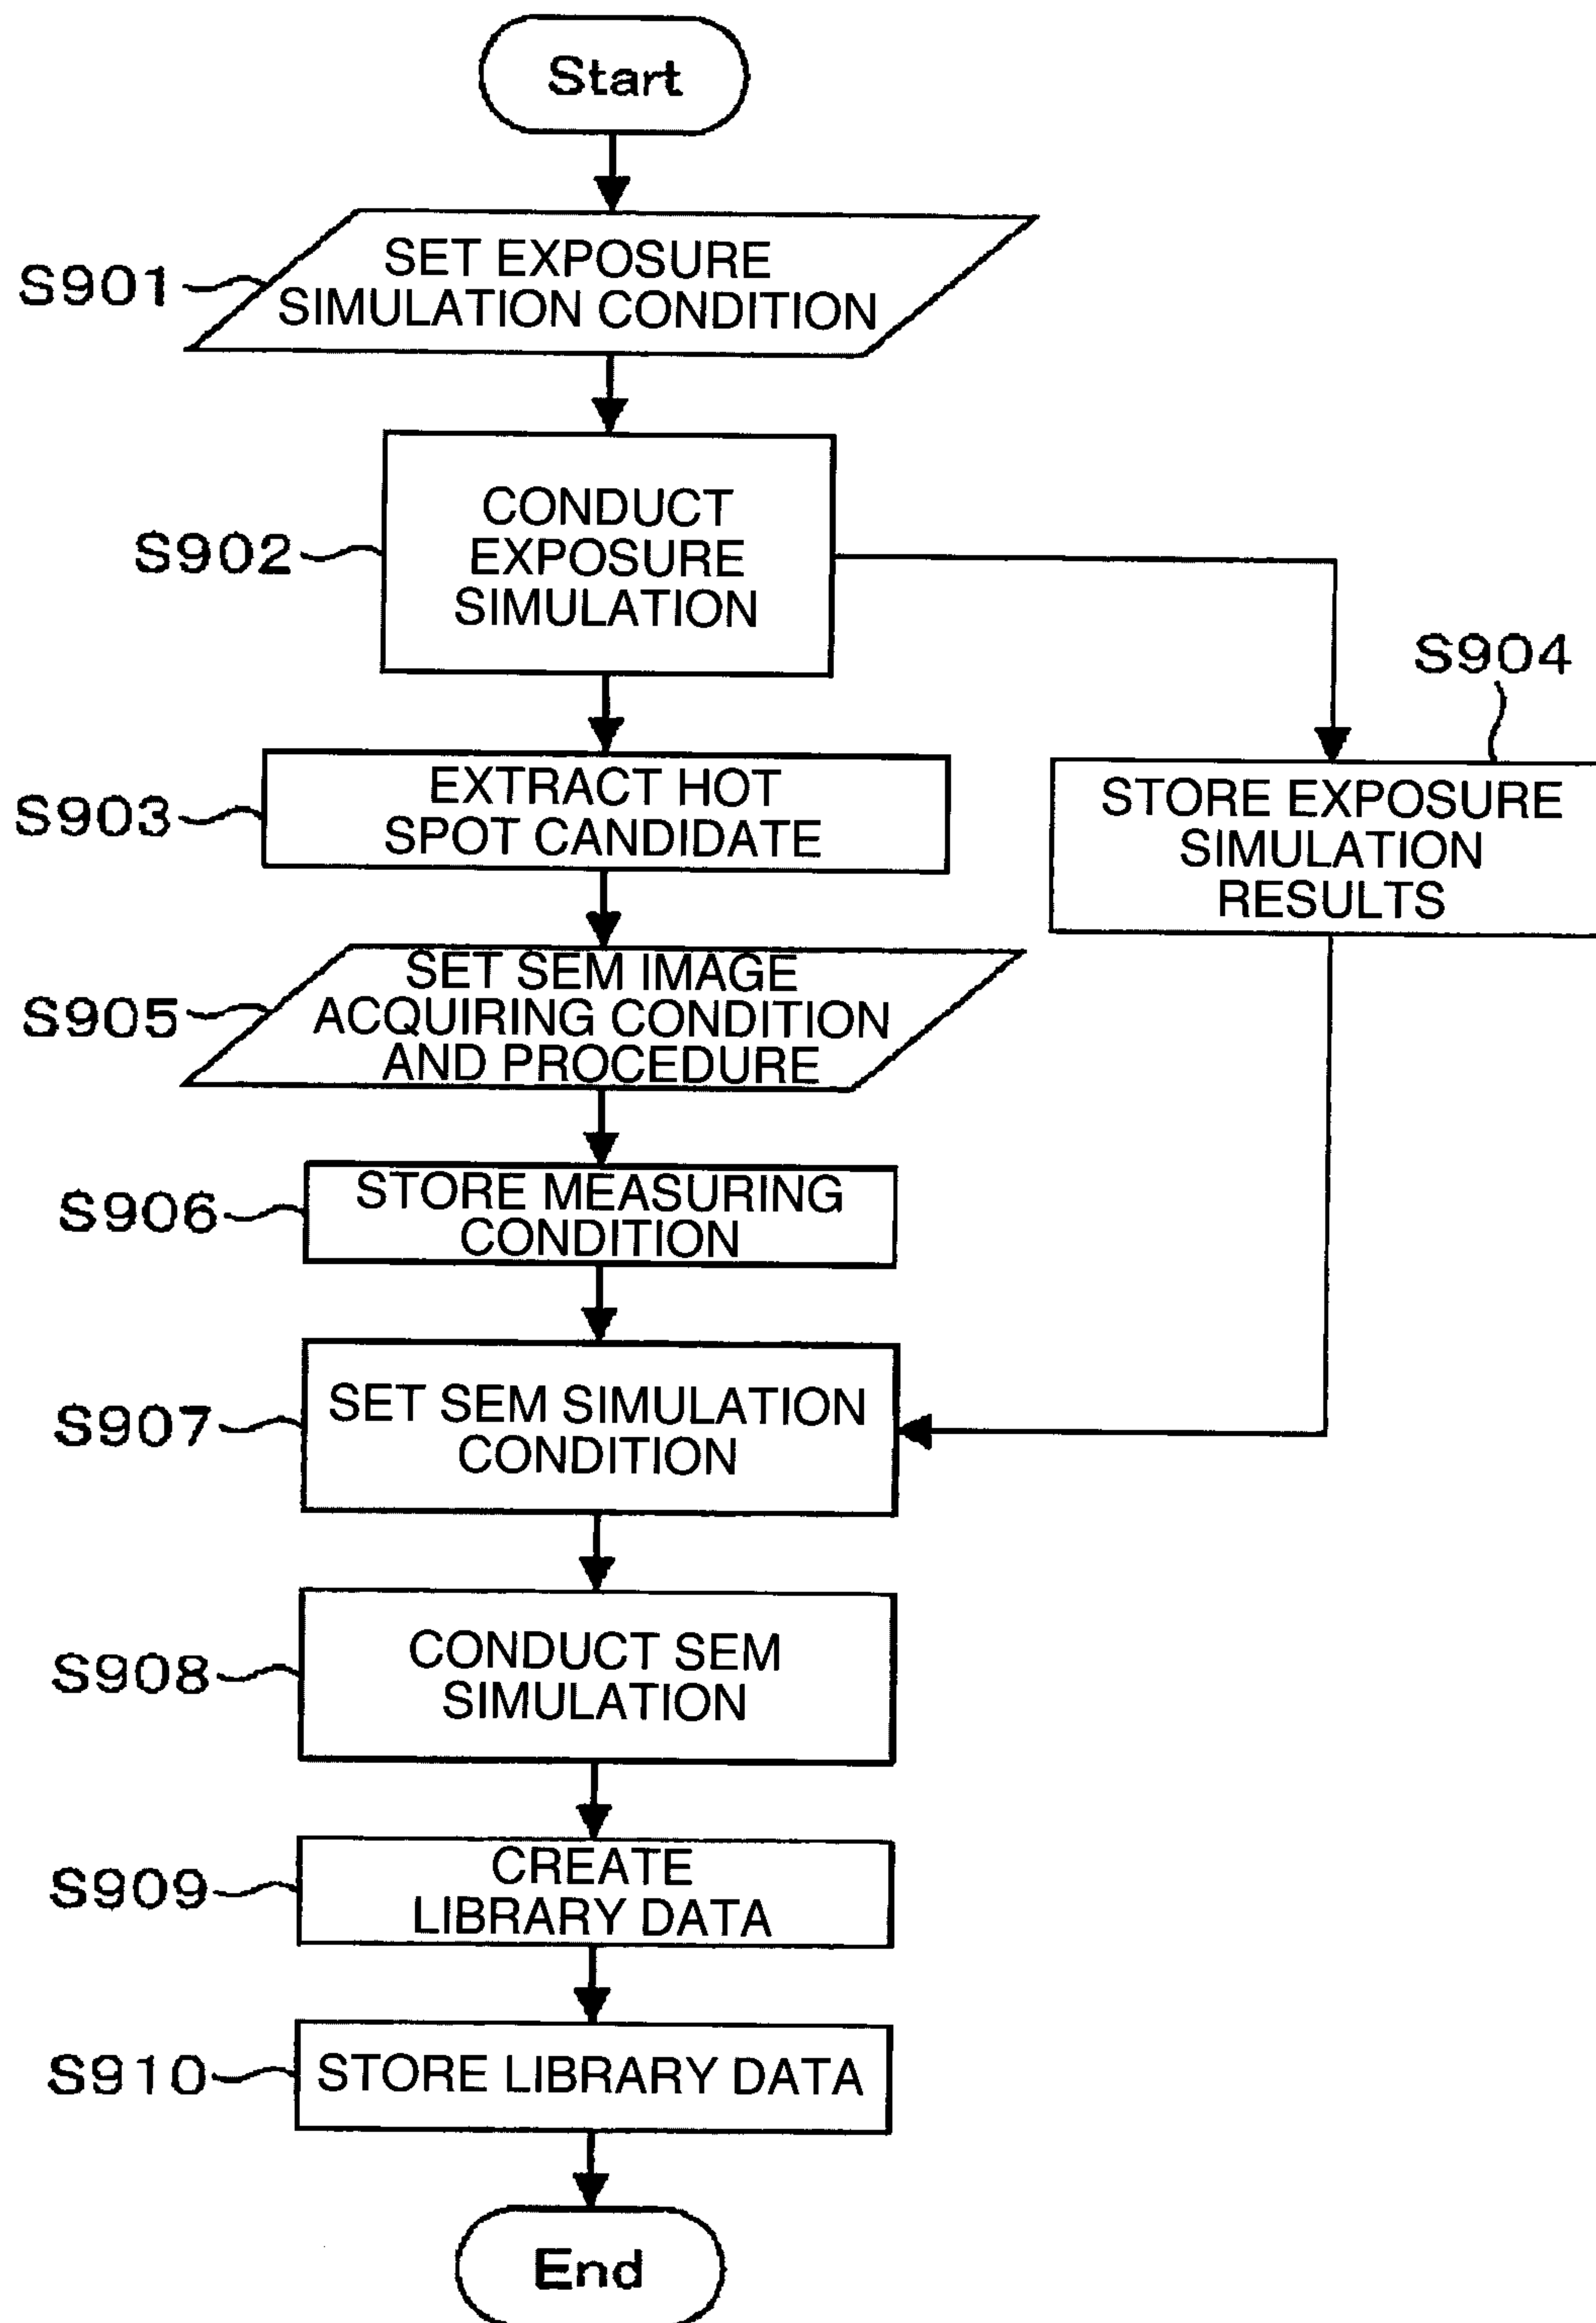 Start
S901
SET EXPOSURE
SIMULATION CONDITION
S902
CONDUCT
EXPOSURE
SIMULATION
S903
EXTRACT HOT
SPOT CANDIDATE
S904
STORE EXPOSURE
SIMULATION
RESULTS
S905
SET SEM IMAGE
ACQUIRING CONDITION
AND PROCEDURE
S906
STORE MEASURING
CONDITION
S907
SET SEM SIMULATION
CONDITION
S908
CONDUCT SEM
SIMULATION
S909
CREATE
LIBRARY DATA
S910
STORE LIBRARY DATA
End